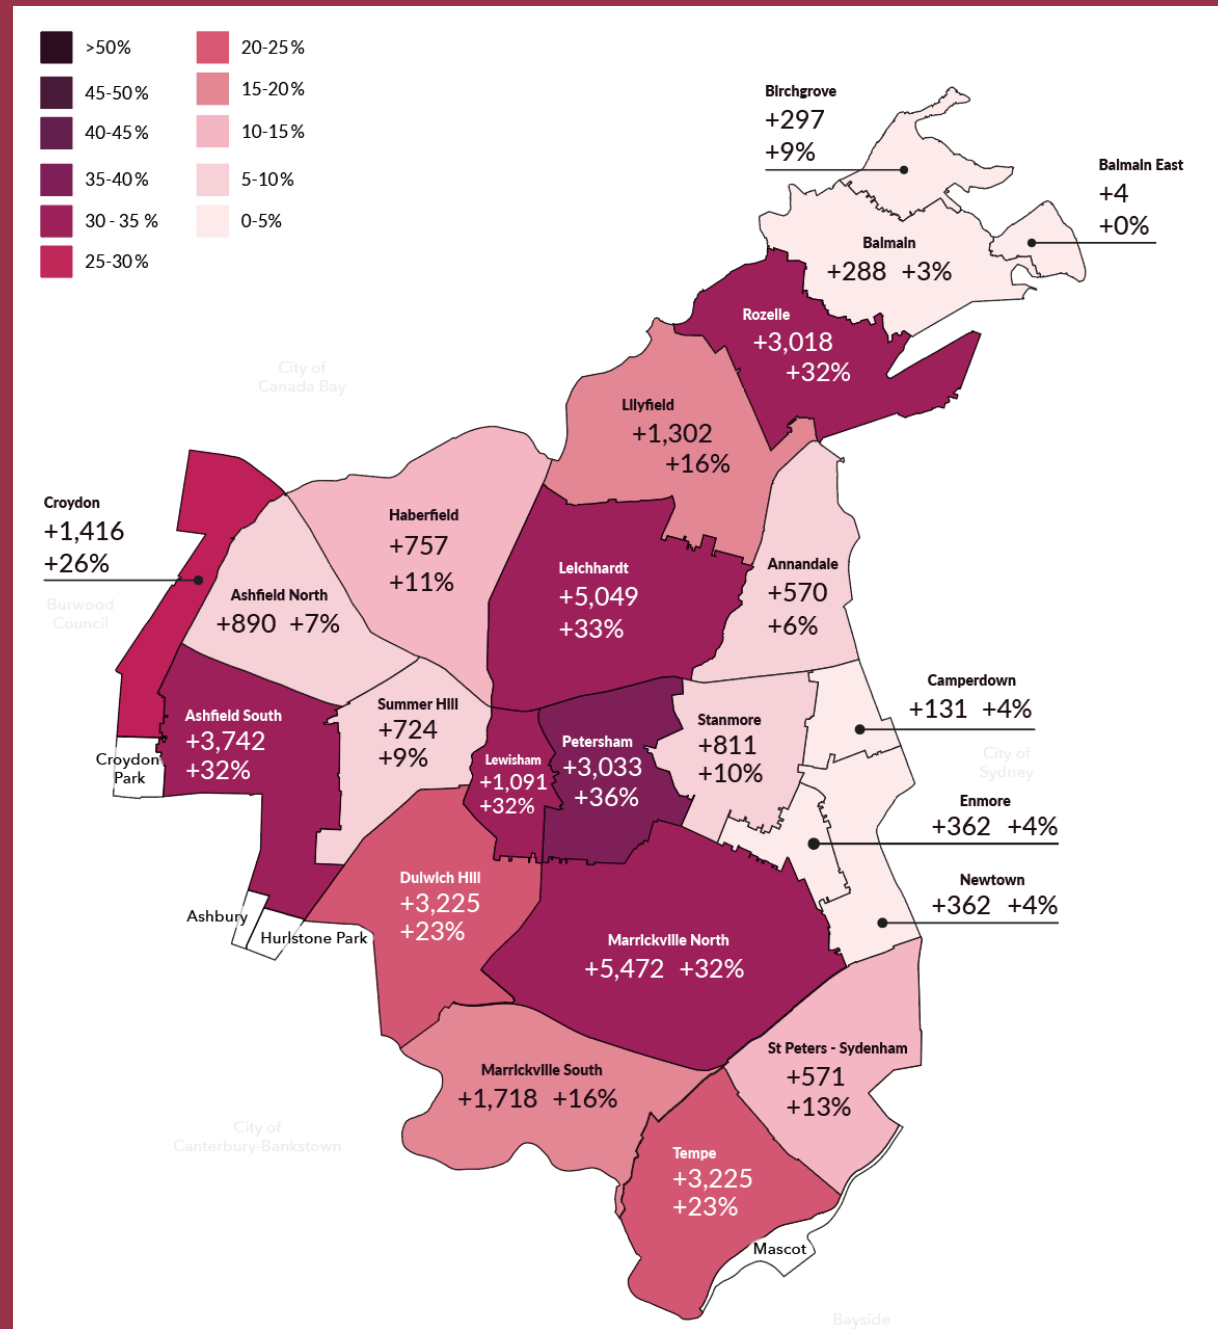 >50%
45-50%
40-45%
35-40%
30 - 35 %
25-30%
20-25%
15-20%
10-15%
5-10%
0-5%
Birchgrove
+297
+9%
Balmain East
+4
+0%
Balmain
+288 +3%
Rozelle
+3,018
+32%
City of
Canada Bay
Lilyfield
+1,302
+16%
Croydon
+1,416
+26%
Haberfield
+757
+11%
Leichhardt
+5,049
+33%
Annandale
+570
+6%
Burwood
Council
Ashfield North
+890 +7%
Ashfield South
+3,742
+32%
Summer Hill
+724
+9%
Lewisham
+1,091
+32%
Petersham
+3,033
+36%
Stanmore
+811
+10%
Camperdown
+131 +4%
City of
Sydney
Croydon
Park
Enmore
+362 +4%
Newtown
+362 +4%
Dulwich Hill
+3,225
+23%
Ashbury
Hurlstone Park
Marrickville North
+5,472 +32%
St Peters - Sydenham
+571
+13%
Marrickville South
+1,718 +16%
City of
Canterbury-Bankstown
Tempe
+3,225
+23%
Mascot
Bayside